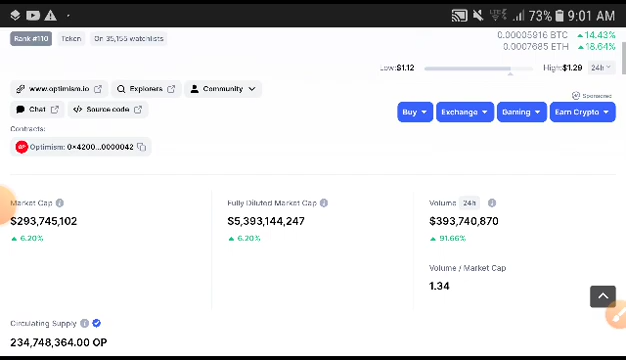 73% 9:01 AM
Rank #110 Token On 35,155 watchlists
0.00005916 BTC 14.43%
0.0007685 ETH 18.64%
Low: $1.12 High: $1.29 24h
www.optimism.io Explorers Community
Sponsored
Chat Source code
Buy Exchange Gaming Earn Crypto
Contracts:
Optimism: 0x4200...0000042
Market Cap Fully Diluted Market Cap Volume 24h
$293,745,102 $5,393,144,247 $393,740,870
6.20% 6.20% 91.66%
Volume / Market Cap
1.34
Circulating Supply
234,748,364.00 OP